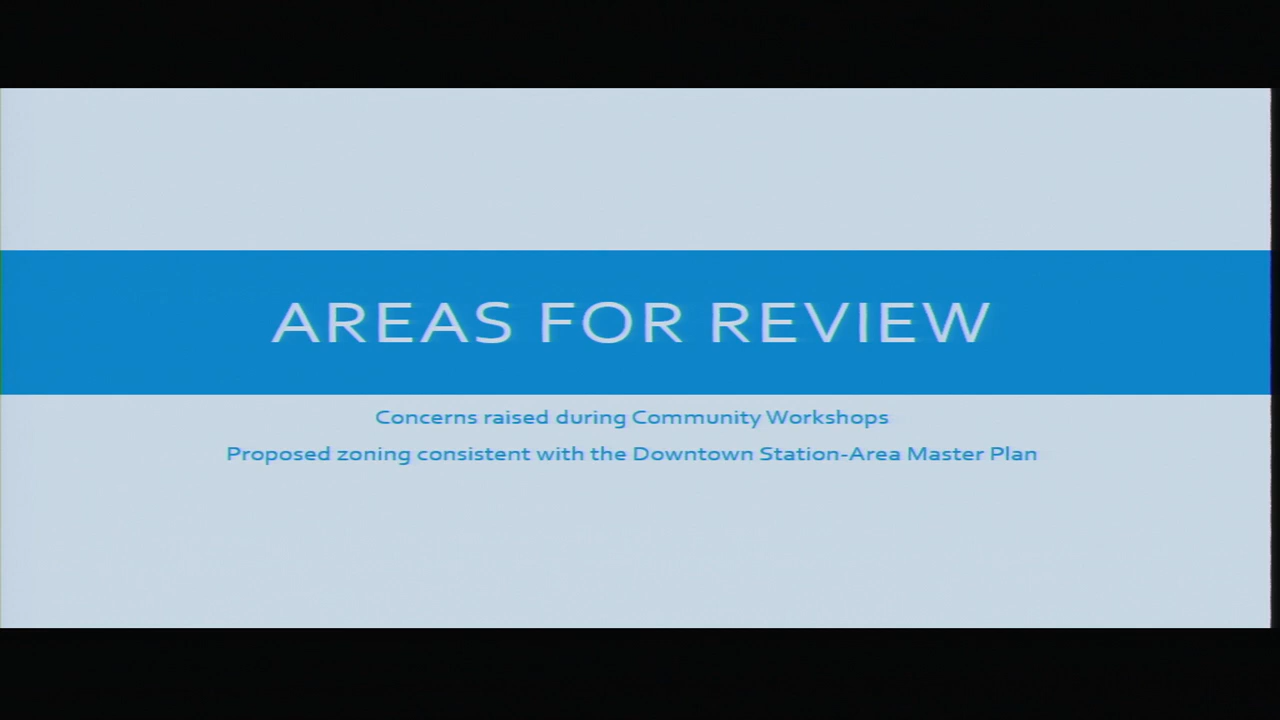 AREAS FOR REVIEW
Concerns raised during Community Workshops
Proposed zoning consistent with the Downtown Station-Area Master Plan